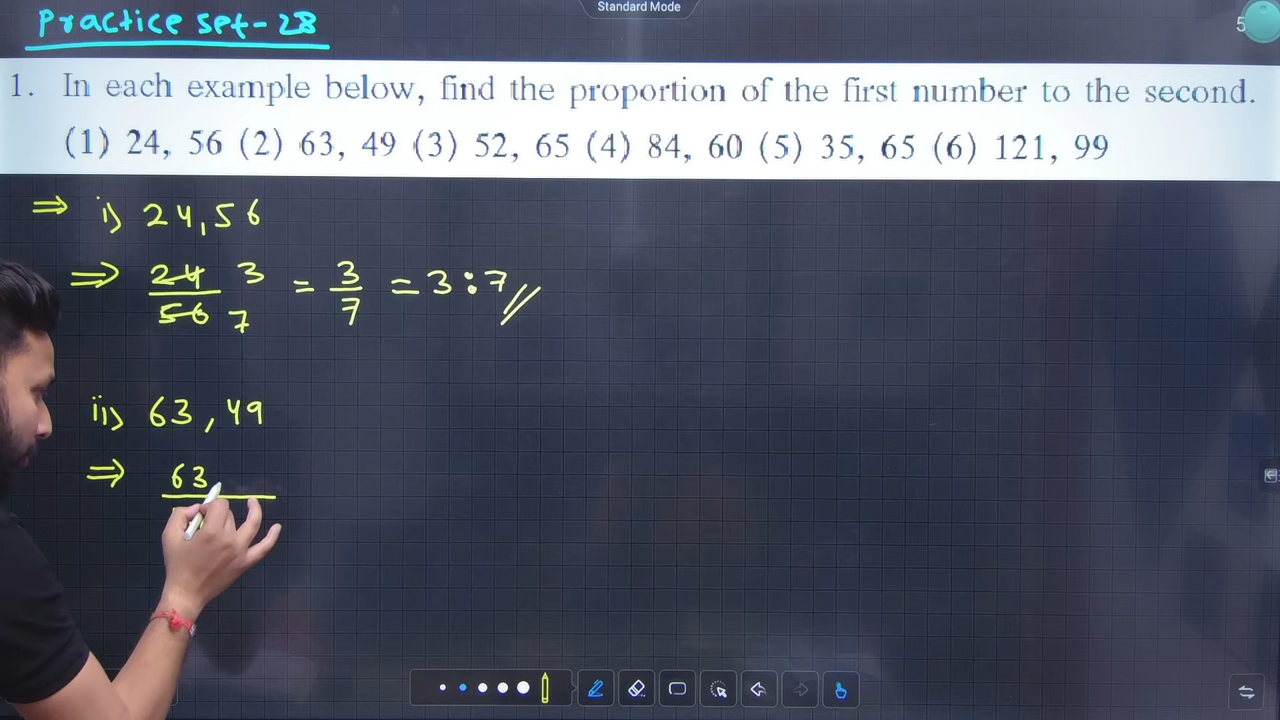 Standard Mode
Practice set-28
5
1. In each example below, find the proportion of the first number to the second.
(1) 24, 56 (2) 63, 49 (3) 52, 65 (4) 84, 60 (5) 35, 65 (6) 121, 99
⇒ i) 24,56
⇒ 24/56 3/7 = 3/7 = 3:7//
ii) 63,49
⇒ 63